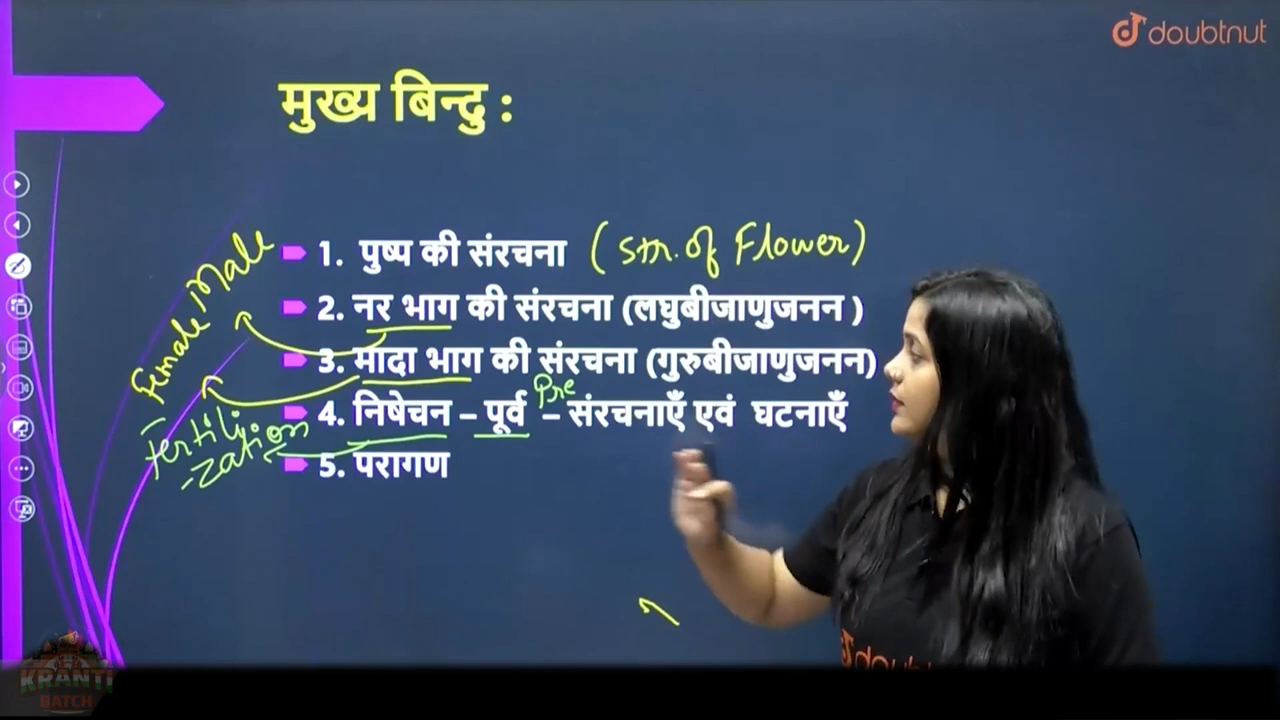 doubtnut
मुख्य बिन्दु :
1. पुष्प की संरचना (Str. of Flower)
2. नर भाग की संरचना (लघुबीजाणुजनन )
3. मादा भाग की संरचना (गुरुबीजाणुजनन)
4. निषेचन – पूर्व – संरचनाएँ एवं घटनाएँ
Pre
5. परागण
Male
Female
Fertili
-zation
doubtn
KRANTI
BATCH